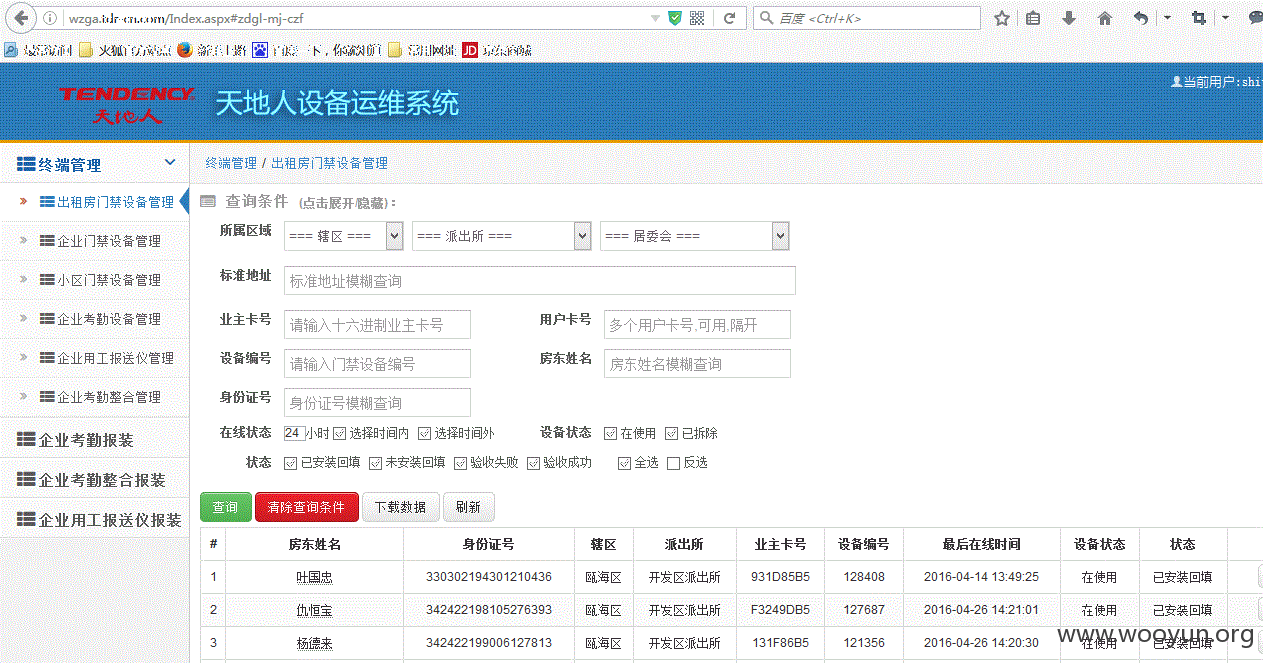 wzga.tdr-cn.com/Index.aspx#zdgl-mj-czf
百度 <Ctrl+K>
最常访问 火狐官方站点 新手上路 百度一下，你就知道 常用网址 JD 京东商城
当前用户:shi
TENDENCY
天地人
天地人设备运维系统
终端管理
出租房门禁设备管理
企业门禁设备管理
小区门禁设备管理
企业考勤设备管理
企业用工报送仪管理
企业考勤整合管理
企业考勤报装
企业考勤整合报装
企业用工报送仪报装
终端管理 / 出租房门禁设备管理
查询条件 (点击展开/隐藏)：
所属区域 === 辖区 === === 派出所 === === 居委会 ===
标准地址 标准地址模糊查询
业主卡号 请输入十六进制业主卡号 用户卡号 多个用户卡号,可用,隔开
设备编号 请输入门禁设备编号 房东姓名 房东姓名模糊查询
身份证号 身份证号模糊查询
在线状态 24 小时 选择时间内 选择时间外 设备状态 在使用 已拆除
状态 已安装回填 未安装回填 验收失败 验收成功 全选 反选
查询 清除查询条件 下载数据 刷新
# 房东姓名 身份证号 辖区 派出所 业主卡号 设备编号 最后在线时间 设备状态 状态
1 叶国忠 330302194301210436 瓯海区 开发区派出所 931D85B5 128408 2016-04-14 13:49:25 在使用 已安装回填
2 仇恒宝 342422198105276393 瓯海区 开发区派出所 F3249DB5 127687 2016-04-26 14:21:01 在使用 已安装回填
3 杨德来 342422199006127813 瓯海区 开发区派出所 131F86B5 121356 2016-04-26 14:20:30 在使用 已安装回填
www.wooyun.org